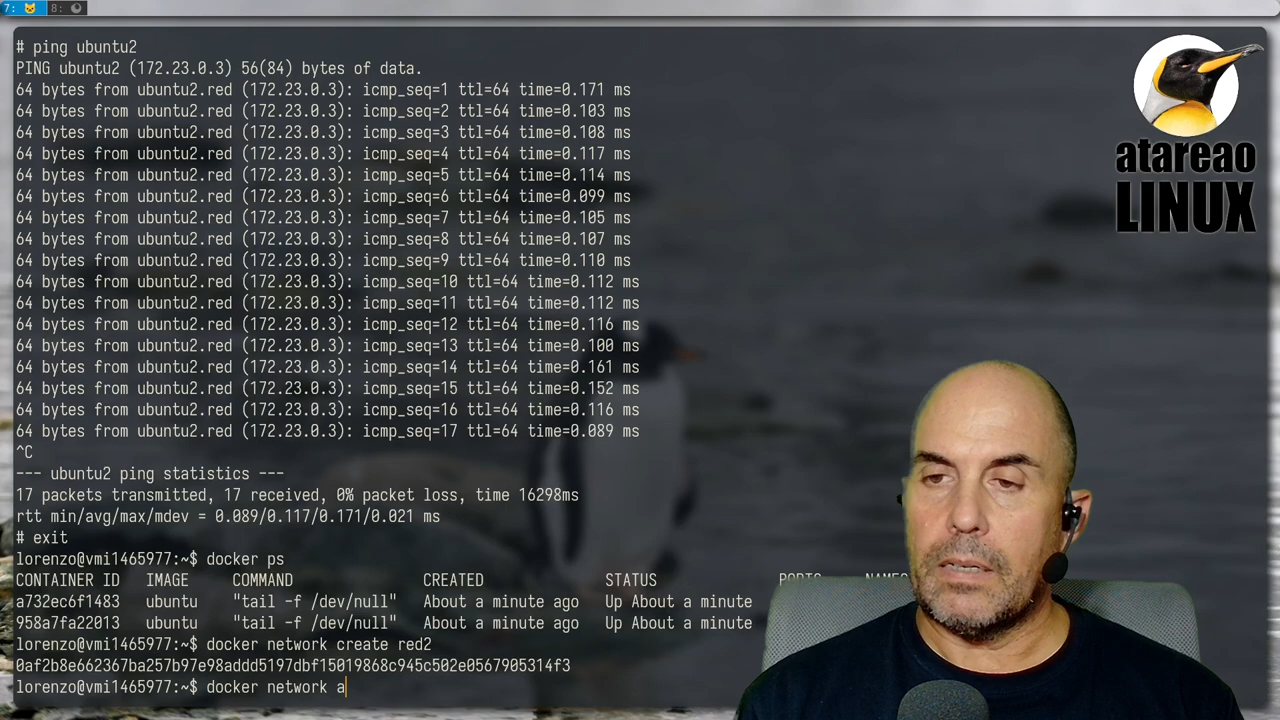 7:
8:
# ping ubuntu2
PING ubuntu2 (172.23.0.3) 56(84) bytes of data.
64 bytes from ubuntu2.red (172.23.0.3): icmp_seq=1 ttl=64 time=0.171 ms
64 bytes from ubuntu2.red (172.23.0.3): icmp_seq=2 ttl=64 time=0.103 ms
64 bytes from ubuntu2.red (172.23.0.3): icmp_seq=3 ttl=64 time=0.108 ms
64 bytes from ubuntu2.red (172.23.0.3): icmp_seq=4 ttl=64 time=0.117 ms
64 bytes from ubuntu2.red (172.23.0.3): icmp_seq=5 ttl=64 time=0.114 ms
64 bytes from ubuntu2.red (172.23.0.3): icmp_seq=6 ttl=64 time=0.099 ms
64 bytes from ubuntu2.red (172.23.0.3): icmp_seq=7 ttl=64 time=0.105 ms
64 bytes from ubuntu2.red (172.23.0.3): icmp_seq=8 ttl=64 time=0.107 ms
64 bytes from ubuntu2.red (172.23.0.3): icmp_seq=9 ttl=64 time=0.110 ms
64 bytes from ubuntu2.red (172.23.0.3): icmp_seq=10 ttl=64 time=0.112 ms
64 bytes from ubuntu2.red (172.23.0.3): icmp_seq=11 ttl=64 time=0.112 ms
64 bytes from ubuntu2.red (172.23.0.3): icmp_seq=12 ttl=64 time=0.116 ms
64 bytes from ubuntu2.red (172.23.0.3): icmp_seq=13 ttl=64 time=0.100 ms
64 bytes from ubuntu2.red (172.23.0.3): icmp_seq=14 ttl=64 time=0.161 ms
64 bytes from ubuntu2.red (172.23.0.3): icmp_seq=15 ttl=64 time=0.152 ms
64 bytes from ubuntu2.red (172.23.0.3): icmp_seq=16 ttl=64 time=0.116 ms
64 bytes from ubuntu2.red (172.23.0.3): icmp_seq=17 ttl=64 time=0.089 ms
^C
--- ubuntu2 ping statistics ---
17 packets transmitted, 17 received, 0% packet loss, time 16298ms
rtt min/avg/max/mdev = 0.089/0.117/0.171/0.021 ms
# exit
lorenzo@vmi1465977:~$ docker ps
CONTAINER ID IMAGE COMMAND CREATED STATUS PORTS NAMES
a732ec6f1483 ubuntu "tail -f /dev/null" About a minute ago Up About a minute
958a7fa22013 ubuntu "tail -f /dev/null" About a minute ago Up About a minute
lorenzo@vmi1465977:~$ docker network create red2
0af2b8e662367ba257b97e98addd5197dbf15019868c945c502e0567905314f3
lorenzo@vmi1465977:~$ docker network a
atareao
LINUX